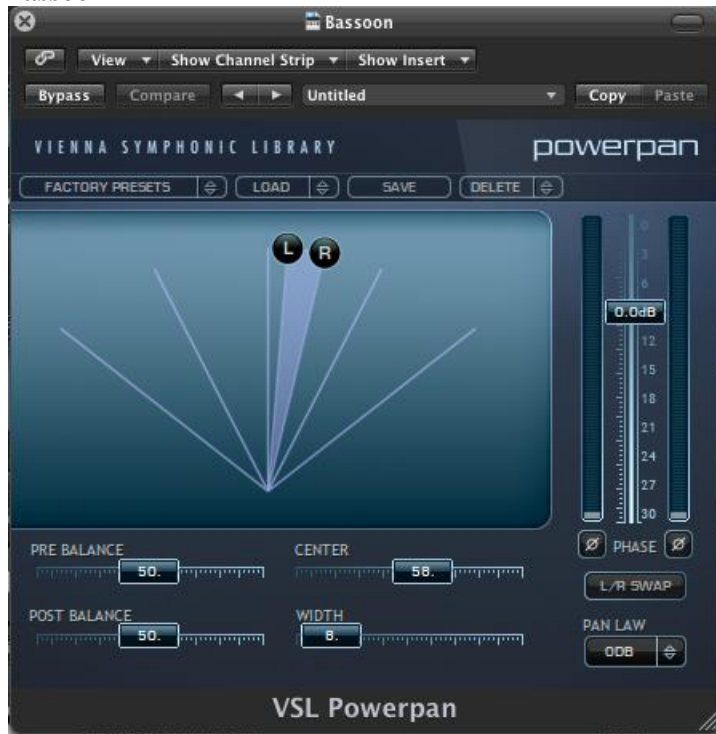 Bassoon
View Show Channel Strip Show Insert
Bypass Compare Untitled Copy Paste
VIENNA SYMPHONIC LIBRARY powerpan
FACTORY PRESETS LOAD SAVE DELETE
L R
0
3
6
0.0dB
12
15
18
21
24
27
30
PRE BALANCE CENTER Ø PHASE Ø
50. 58.
L/R SWAP
POST BALANCE WIDTH PAN LAW
50. 8.
0DB
VSL Powerpan